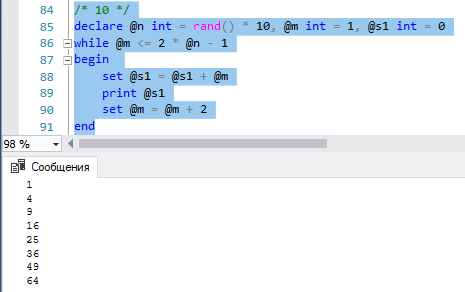 84 /* 10 */
85 declare @n int = rand() * 10, @m int = 1, @s1 int = 0
86 while @m <= 2 * @n - 1
87 begin
88 set @s1 = @s1 + @m
89 print @s1
90 set @m = @m + 2
91 end
98 %
Сообщения
1
4
9
16
25
36
49
64